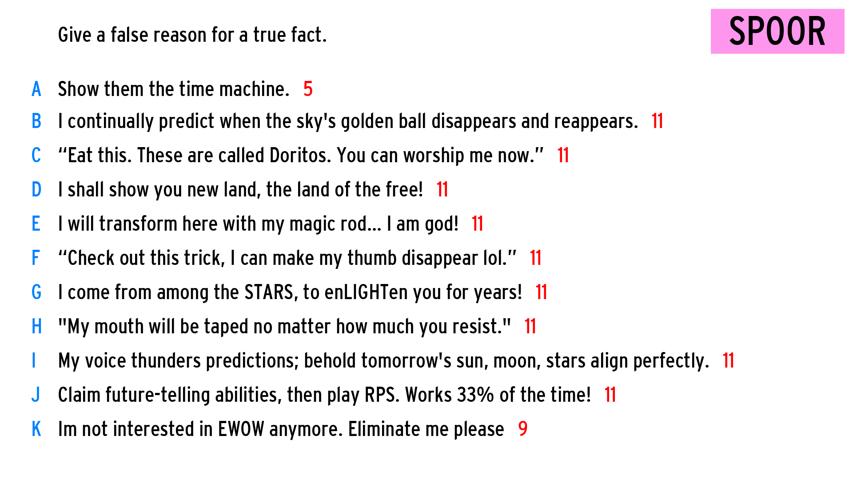 Give a false reason for a true fact.
SPOOR
A Show them the time machine. 5
B I continually predict when the sky's golden ball disappears and reappears. 11
C “Eat this. These are called Doritos. You can worship me now.” 11
D I shall show you new land, the land of the free! 11
E I will transform here with my magic rod... I am god! 11
F “Check out this trick, I can make my thumb disappear lol.” 11
G I come from among the STARS, to enLIGHTen you for years! 11
H "My mouth will be taped no matter how much you resist." 11
I My voice thunders predictions; behold tomorrow's sun, moon, stars align perfectly. 11
J Claim future-telling abilities, then play RPS. Works 33% of the time! 11
K Im not interested in EWOW anymore. Eliminate me please 9